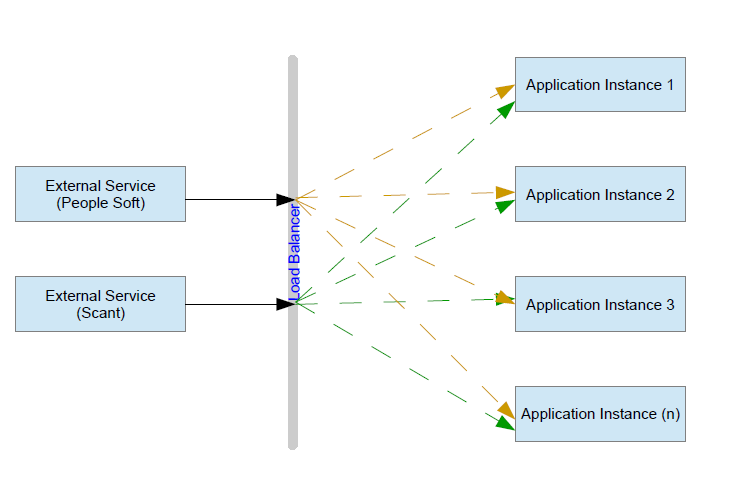 Application Instance 1
External Service
(People Soft)
Application Instance 2
Load Balancer
External Service
(Scant)
Application Instance 3
Application Instance (n)